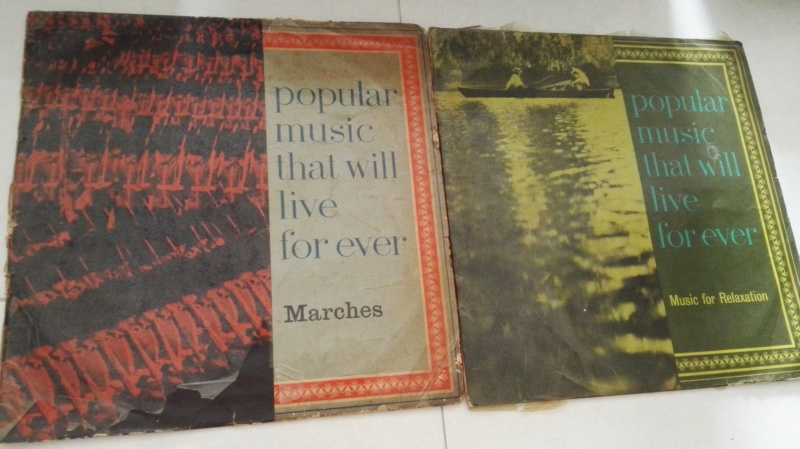 popular
music
that will
live
for ever
Marches
popular
music
that will
live
for ever
Music for Relaxation